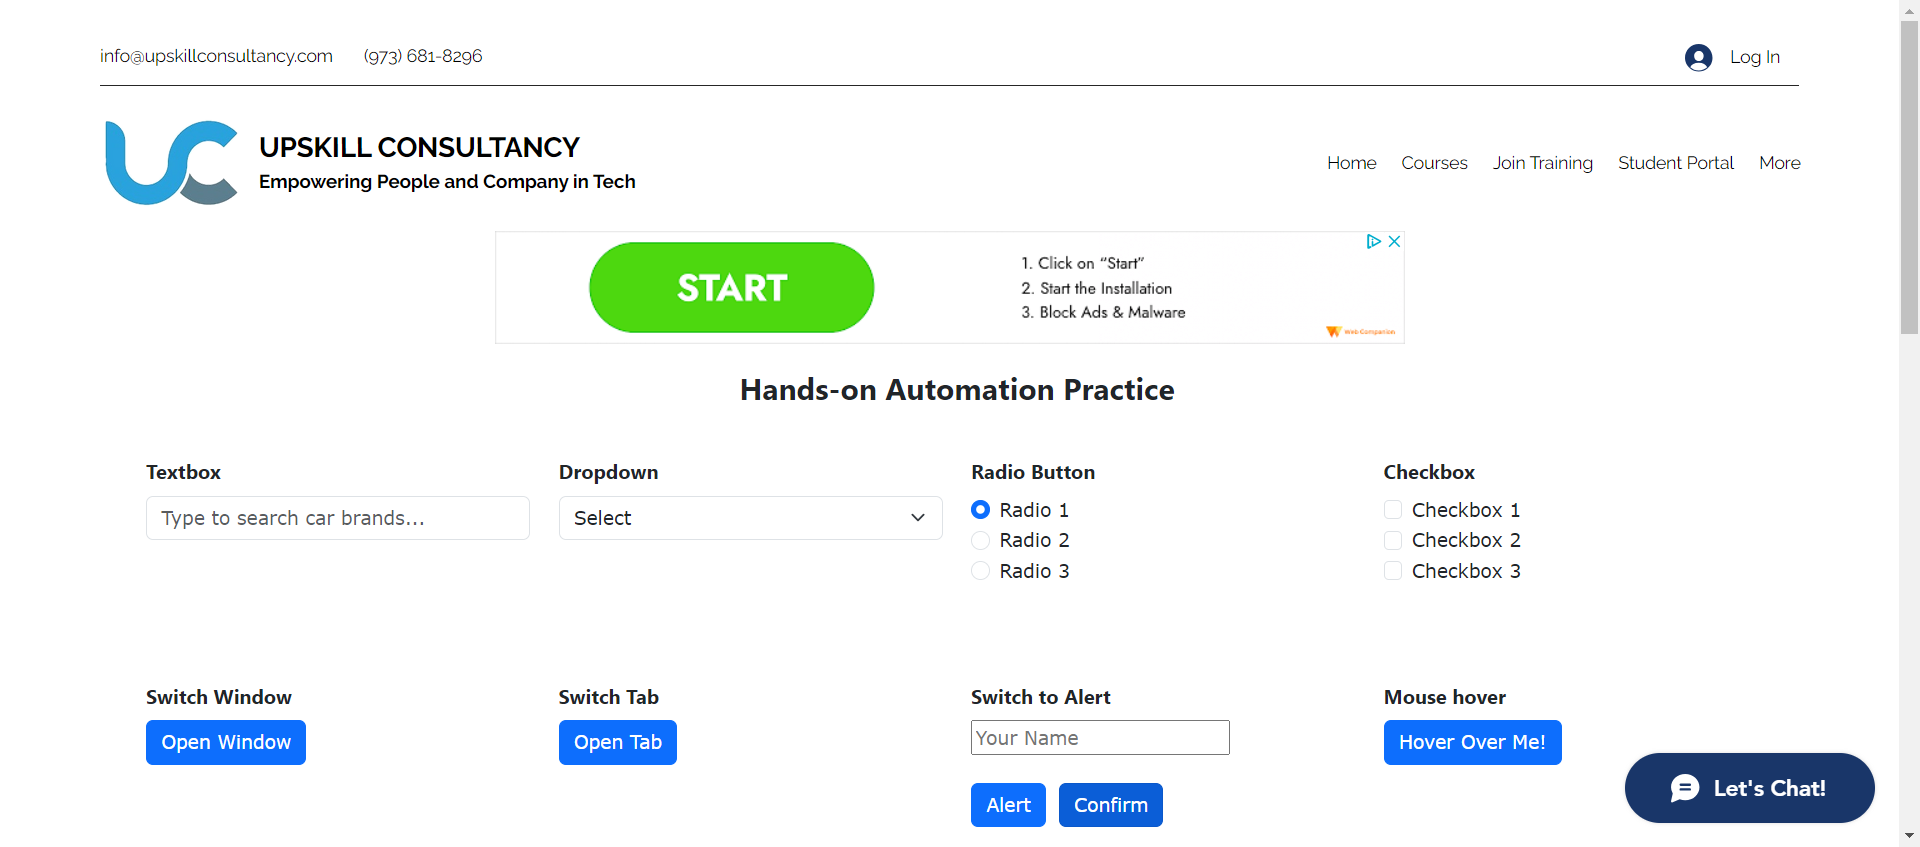 info@upskillconsultancy.com (973) 681-8296
Log In
UC
UPSKILL CONSULTANCY
Empowering People and Company in Tech
Home Courses Join Training Student Portal More
START
1. Click on “Start”
2. Start the Installation
3. Block Ads & Malware
Web Companion
Hands-on Automation Practice
Textbox Dropdown Radio Button Checkbox
Type to search car brands... Select
Radio 1
Radio 2
Radio 3
Checkbox 1
Checkbox 2
Checkbox 3
Switch Window Switch Tab Switch to Alert Mouse hover
Open Window Open Tab Your Name Hover Over Me!
Alert Confirm
Let's Chat!